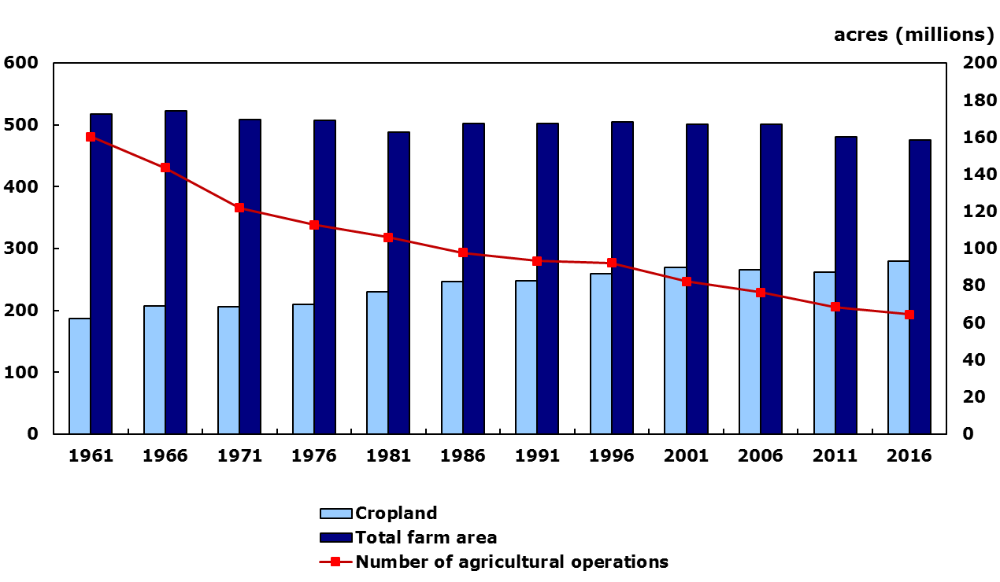 acres (millions)
600 200
180
500 160
140
400 120
300 100
80
200 60
100 40
20
0 0
1961 1966 1971 1976 1981 1986 1991 1996 2001 2006 2011 2016
Cropland
Total farm area
Number of agricultural operations